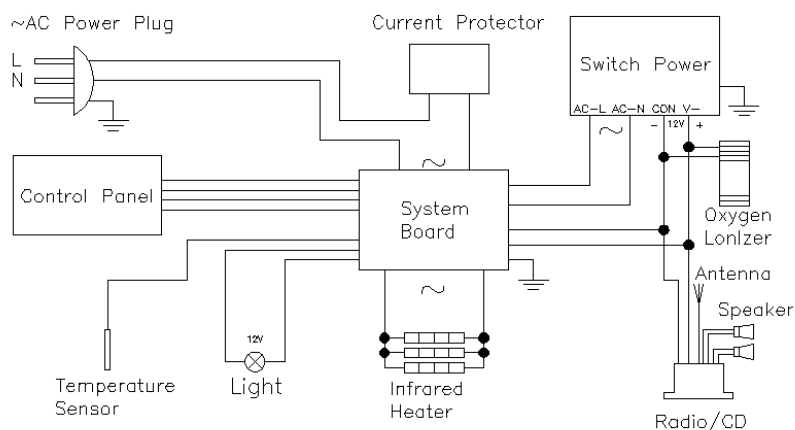 ~AC Power Plug
L
N
Current Protector
Switch Power
AC-L AC-N CON V-
- 12V +
Control Panel
System
Board
Oxygen
LonIzer
Antenna
Speaker
12V
Temperature
Sensor
Light
Infrared
Heater
Radio/CD